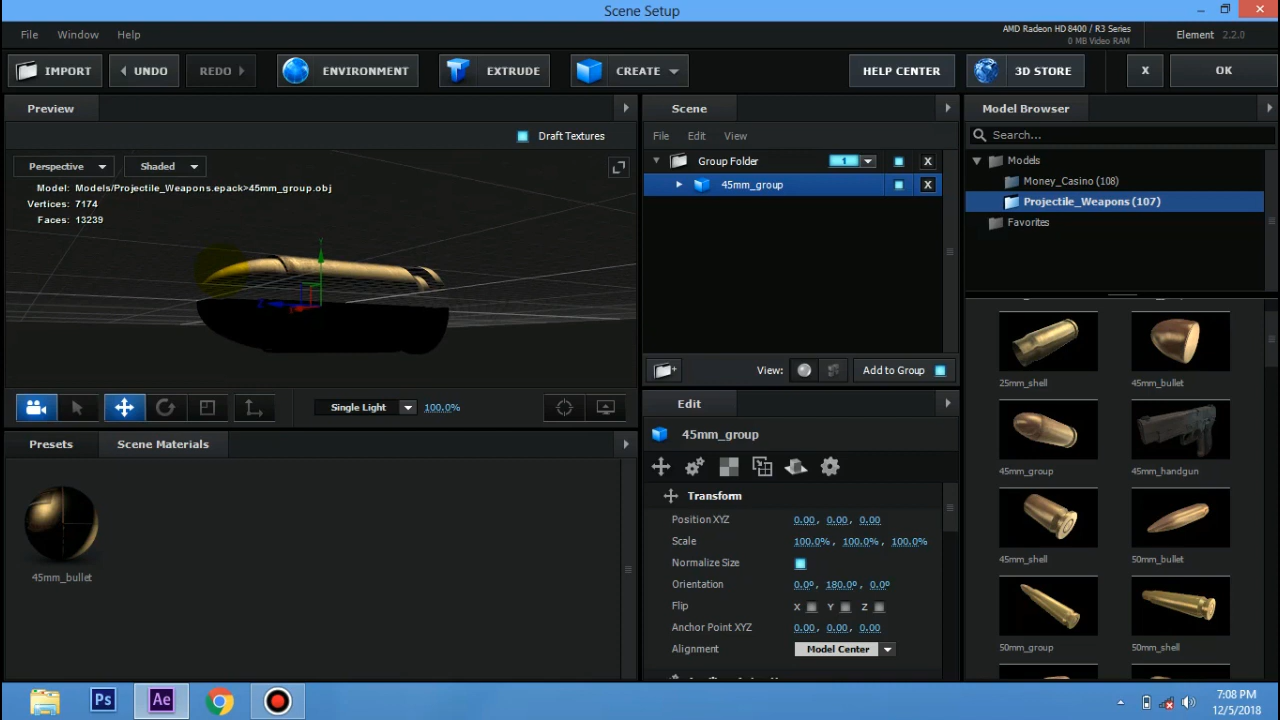 Scene Setup
File Window Help
AMD Radeon HD 8400 / R3 Series
0 MB Video RAM
Element 2.2.0
IMPORT UNDO REDO ENVIRONMENT EXTRUDE CREATE HELP CENTER 3D STORE X OK
Preview
Draft Textures
Perspective Shaded
Model: Models/Projectile_Weapons.epack>45mm_group.obj
Vertices: 7174
Faces: 13239
Y
Z
Single Light 100.0%
Presets Scene Materials
45mm_bullet
Scene
File Edit View
Group Folder 1 X
45mm_group X
View: Add to Group
Edit
45mm_group
Transform
Position XYZ 0.00, 0.00, 0.00
Scale 100.0%, 100.0%, 100.0%
Normalize Size
Orientation 0.0º, 180.0º, 0.0º
Flip X Y Z
Anchor Point XYZ 0.00, 0.00, 0.00
Alignment Model Center
Model Browser
Search...
Models
Money_Casino (108)
Projectile_Weapons (107)
Favorites
25mm_shell 45mm_bullet
45mm_group 45mm_handgun
45mm_shell 50mm_bullet
50mm_group 50mm_shell
Ps Ae
7:08 PM
12/5/2018